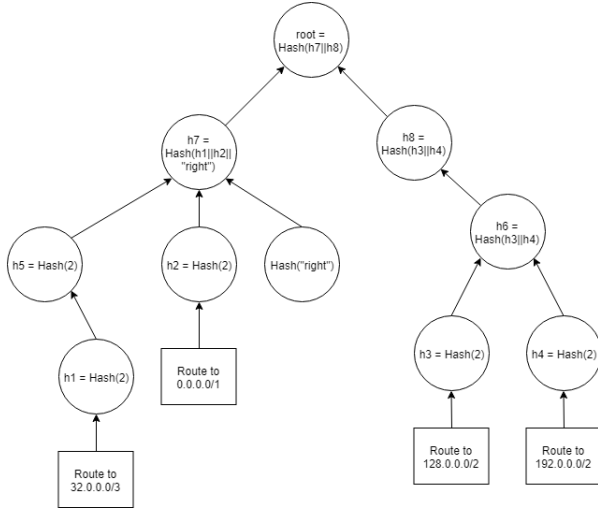 root =
Hash(h7||h8)
h7 =
Hash(h1||h2||
"right")
h8 =
Hash(h3||h4)
h6 =
Hash(h3||h4)
h5 = Hash(2)
h2 = Hash(2)
Hash("right")
h1 = Hash(2)
Route to
0.0.0.0/1
h3 = Hash(2)
h4 = Hash(2)
Route to
32.0.0.0/3
Route to
128.0.0.0/2
Route to
192.0.0.0/2